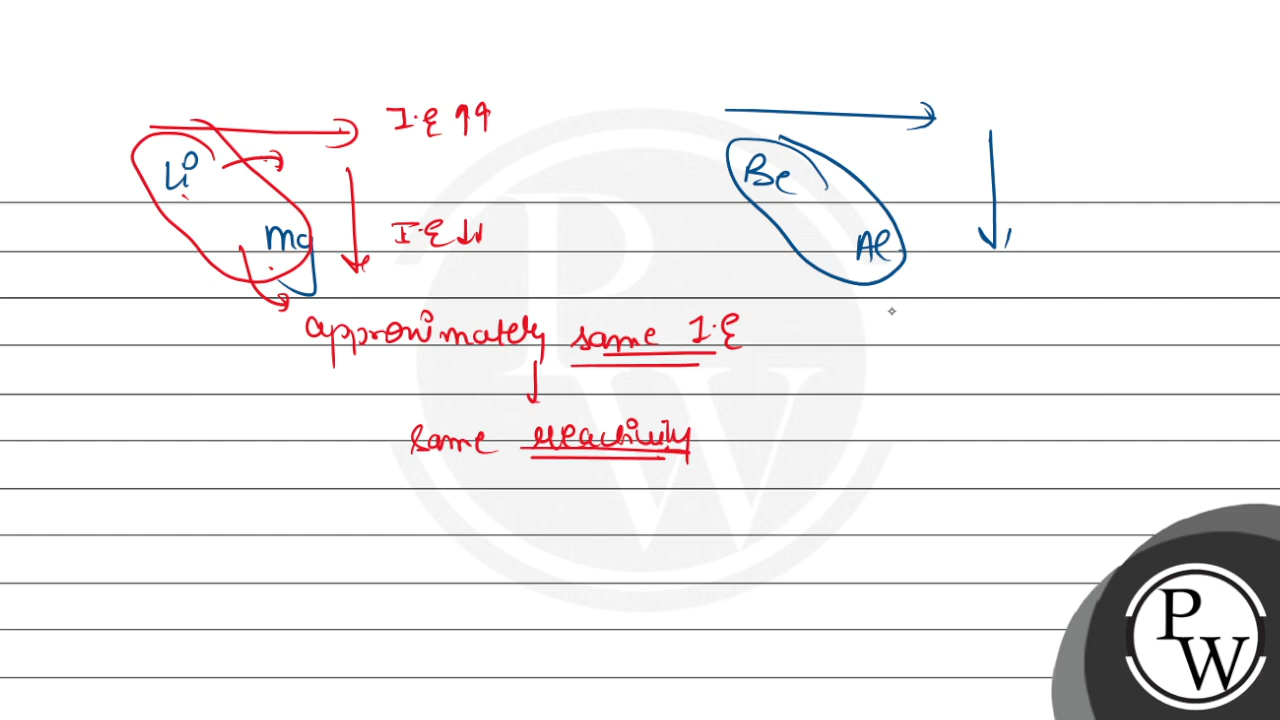 I.E ↑↑
Li
Mg
I.E ↓↓
Be
Al
approximately same I.E
↓
same reactivity
P
W
P
W